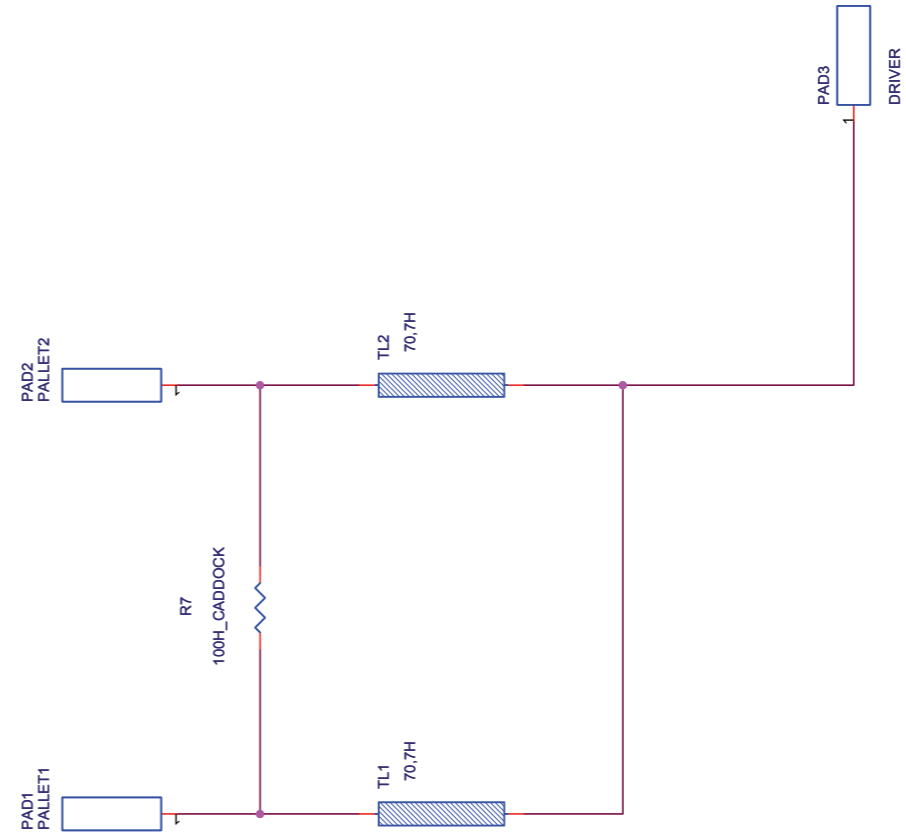 PAD3
DRIVER
1
PAD2
PALLET2
1
TL2
70,7H
R7
100H_CADDOCK
PAD1
PALLET1
1
TL1
70,7H